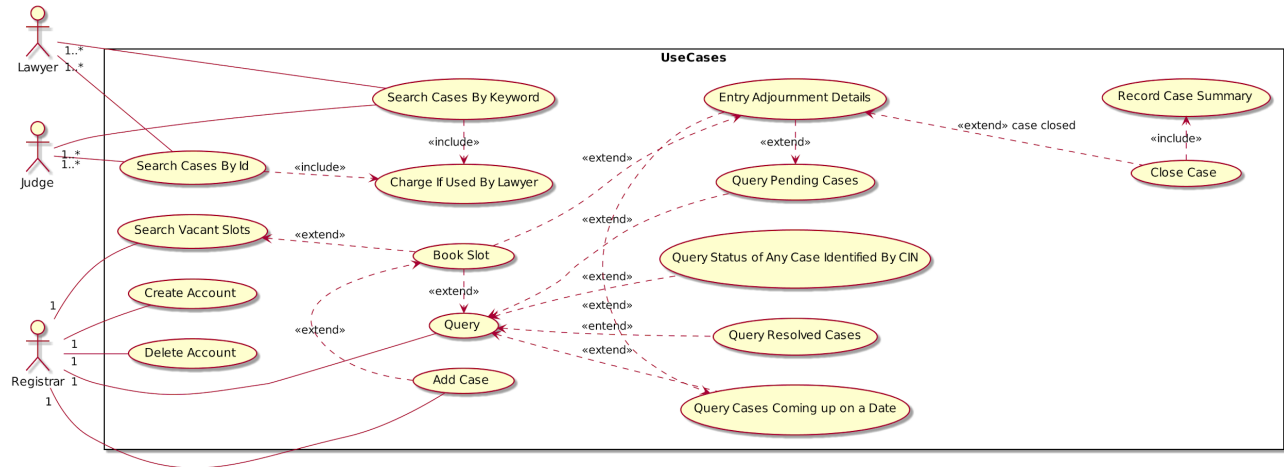 UseCases
Lawyer
1..*
1..*
Judge
1..*
1..*
Registrar
1
1
1
1
1
Search Cases By Keyword
«include»
Search Cases By Id
«include»
Charge If Used By Lawyer
Search Vacant Slots
«extend»
Book Slot
Create Account
«extend»
Query
Delete Account
«extend»
Add Case
Entry Adjournment Details
«extend»
«extend»
Query Pending Cases
«extend»
Query Status of Any Case Identified By CIN
«extend»
«extend»
«entend»
Query Resolved Cases
«extend»
Query Cases Coming up on a Date
«extend» case closed
Record Case Summary
«include»
Close Case